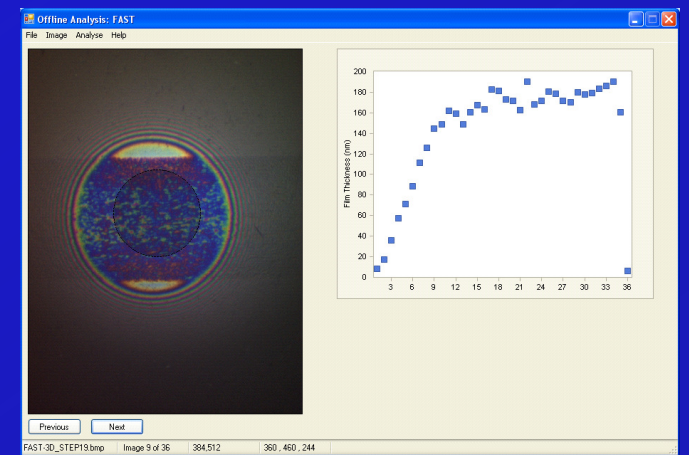 Offline Analysis: FAST
File Image Analyse Help
200
180
160
140
120
100
80
60
40
20
0
Film Thickness (nm)
3 6 9 12 15 18 21 24 27 30 33 36
Previous Next
FAST-3D_STEP19.bmp Image 9 of 36 384,512 360 , 460 , 244